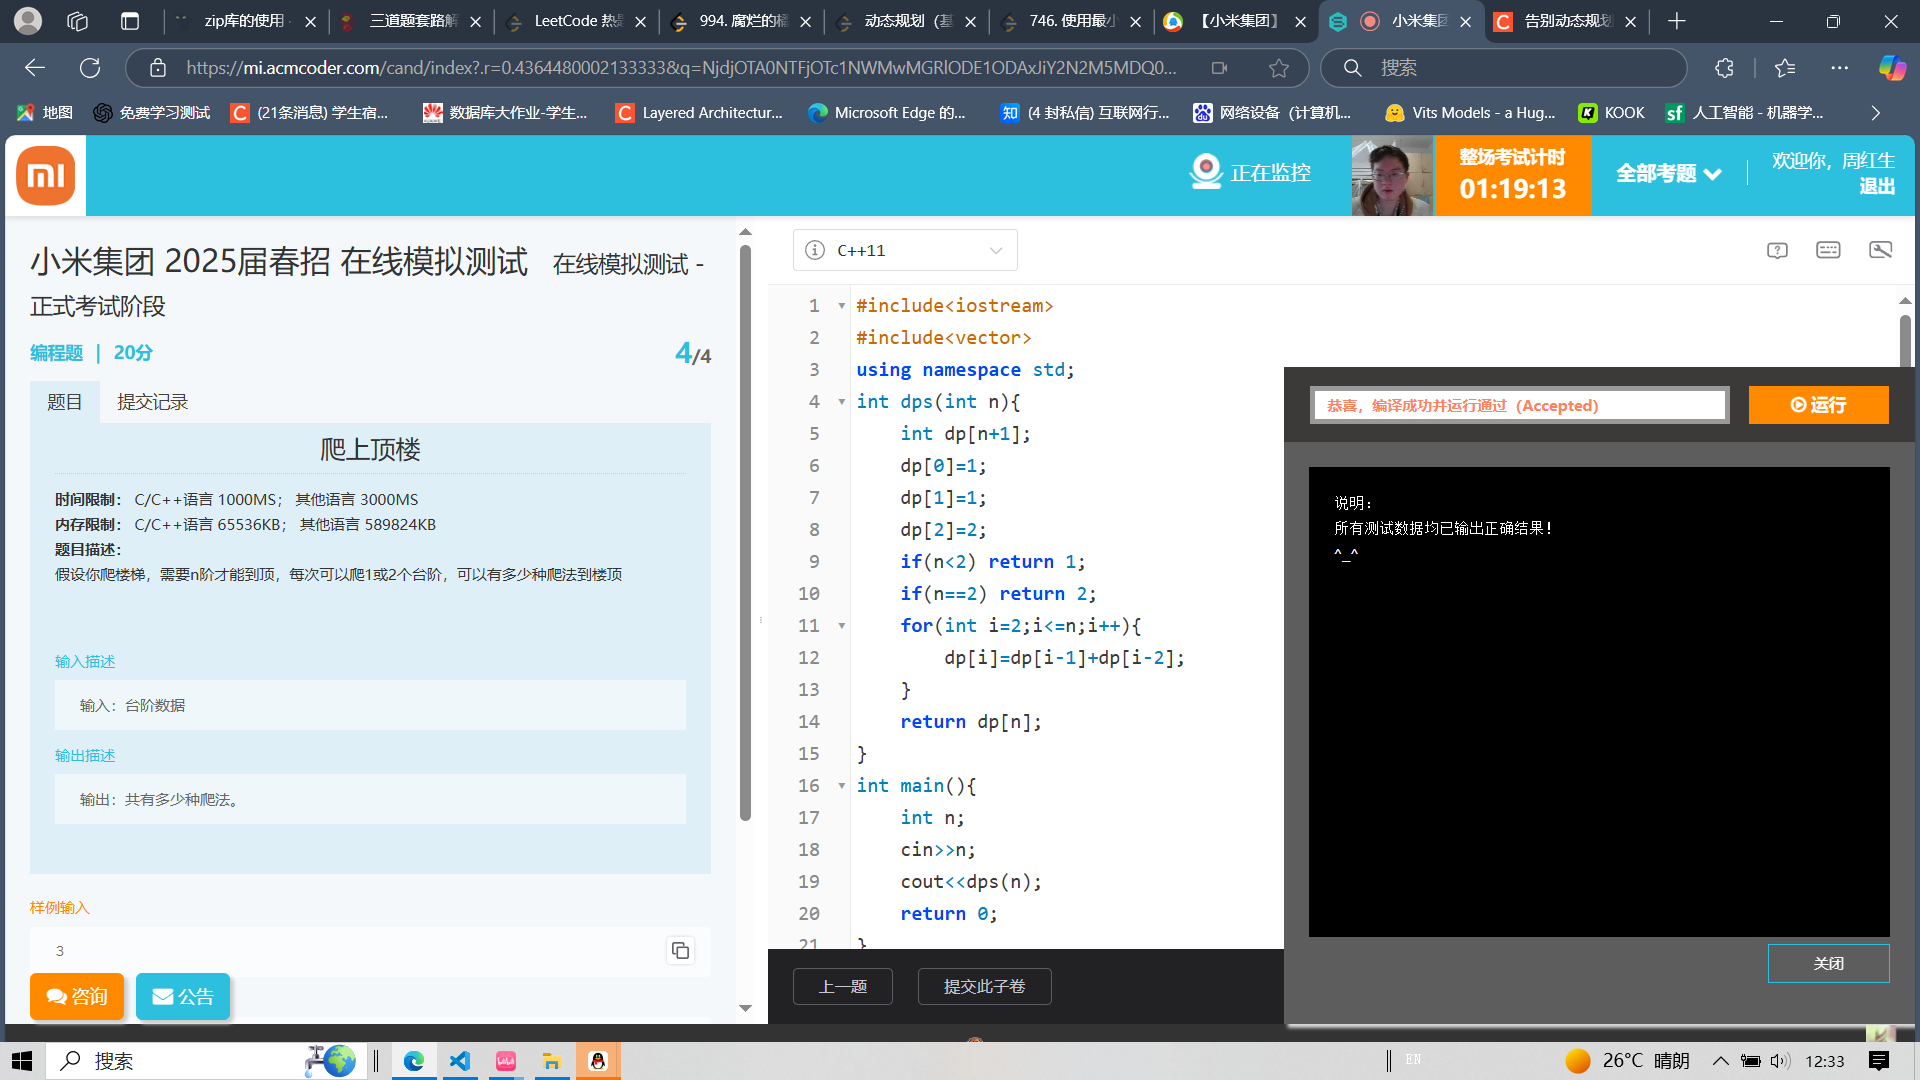 zip库的使用
三道题套路解
LeetCode 热
994. 腐烂的橘
动态规划（基
746. 使用最小
【小米集团】
小米集团
告别动态规划
https://mi.acmcoder.com/cand/index?.r=0.4364480002133333&q=NjdjOTA0NTFjOTc1NWMwMGRlODE1ODAxJiY2N2M5MDQ0...
搜索
地图
免费学习测试
(21条消息) 学生宿...
数据库大作业-学生...
Layered Architectur...
Microsoft Edge 的...
(4 封私信) 互联网行...
网络设备（计算机...
Vits Models - a Hug...
KOOK
人工智能 - 机器学...
正在监控
整场考试计时
01:19:13
全部考题
欢迎你，周红生
退出
小米集团 2025届春招 在线模拟测试 在线模拟测试 -
正式考试阶段
编程题 | 20分
4/4
题目
提交记录
爬上顶楼
时间限制： C/C++语言 1000MS； 其他语言 3000MS
内存限制： C/C++语言 65536KB； 其他语言 589824KB
题目描述：
假设你爬楼梯，需要n阶才能到顶，每次可以爬1或2个台阶，可以有多少种爬法到楼顶
输入描述
输入：台阶数据
输出描述
输出：共有多少种爬法。
样例输入
3
咨询
公告
C++11
1 #include<iostream>
2 #include<vector>
3 using namespace std;
4 int dps(int n){
5 int dp[n+1];
6 dp[0]=1;
7 dp[1]=1;
8 dp[2]=2;
9 if(n<2) return 1;
10 if(n==2) return 2;
11 for(int i=2;i<=n;i++){
12 dp[i]=dp[i-1]+dp[i-2];
13 }
14 return dp[n];
15 }
16 int main(){
17 int n;
18 cin>>n;
19 cout<<dps(n);
20 return 0;
21 }
恭喜，编译成功并运行通过（Accepted）
运行
说明：
所有测试数据均已输出正确结果！
^_^
关闭
上一题
提交此子卷
搜索
EN
26°C 晴朗
12:33